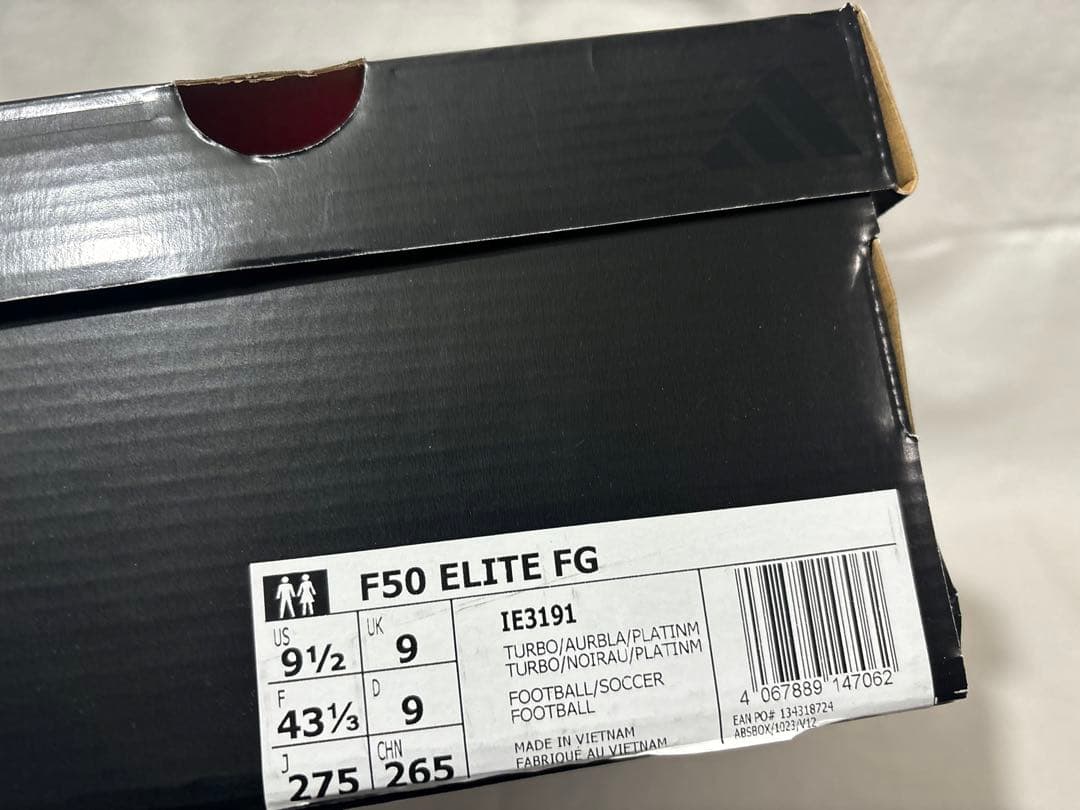 F50 ELITE FG
US
9½
UK
9
F
43⅓
D
9
J
275
CHN
265
IE3191
TURBO/AURBLA/PLATINM
TURBO/NOIRAU/PLATINM
FOOTBALL/SOCCER
FOOTBALL
MADE IN VIETNAM
FABRIQUÉ AU VIETNAM
4 067889 147062
EAN PO# 134318724
ABSBOX/1023/V12